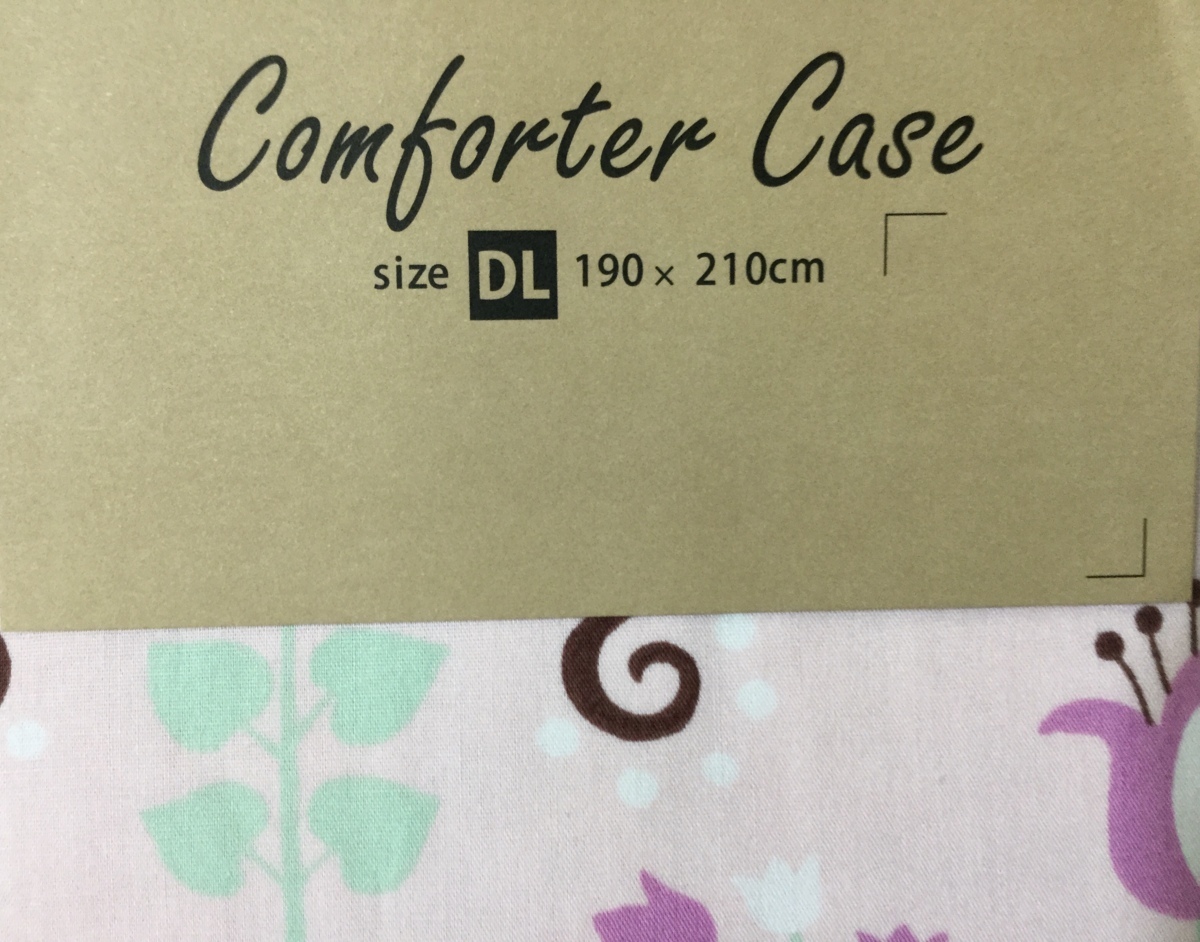 Comforter Case
size DL 190 × 210cm